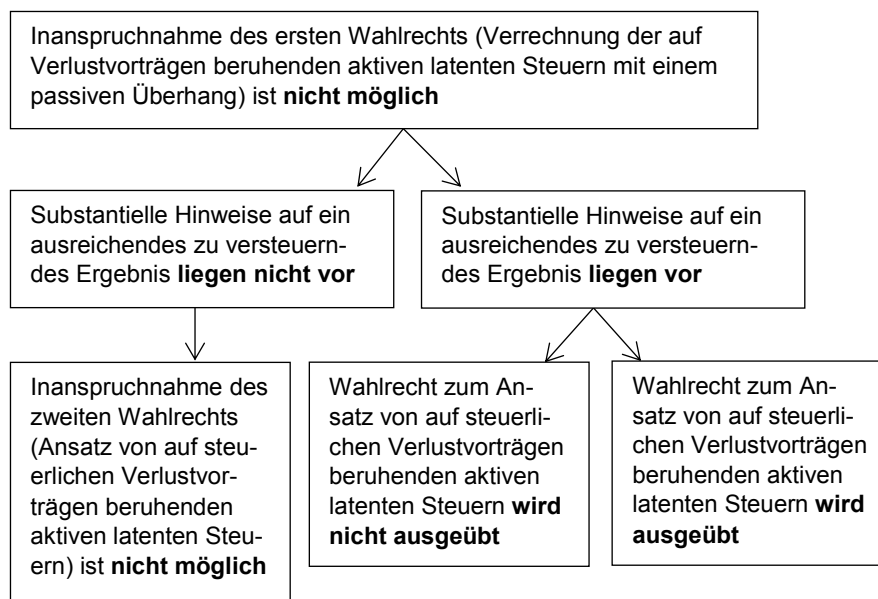 Inanspruchnahme des ersten Wahlrechts (Verrechnung der auf
Verlustvorträgen beruhenden aktiven latenten Steuern mit einem
passiven Überhang) ist nicht möglich
Substantielle Hinweise auf ein
ausreichendes zu versteuern-
des Ergebnis liegen nicht vor
Substantielle Hinweise auf ein
ausreichendes zu versteuern-
des Ergebnis liegen vor
Inanspruchnahme des
zweiten Wahlrechts
(Ansatz von auf steu-
erlichen Verlustvor-
trägen beruhenden
aktiven latenten Steu-
ern) ist nicht möglich
Wahlrecht zum An-
satz von auf steuerli-
chen Verlustvorträgen
beruhenden aktiven
latenten Steuern wird
nicht ausgeübt
Wahlrecht zum An-
satz von auf steuerli-
chen Verlustvorträgen
beruhenden aktiven
latenten Steuern wird
ausgeübt